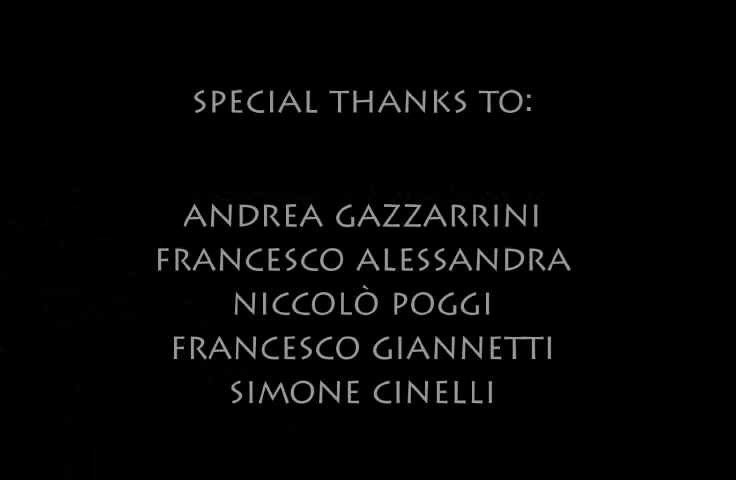 SPECIAL THANKS TO:
ANDREA GAZZARRINI
FRANCESCO ALESSANDRA
NICCOLÒ POGGI
FRANCESCO GIANNETTI
SIMONE CINELLI